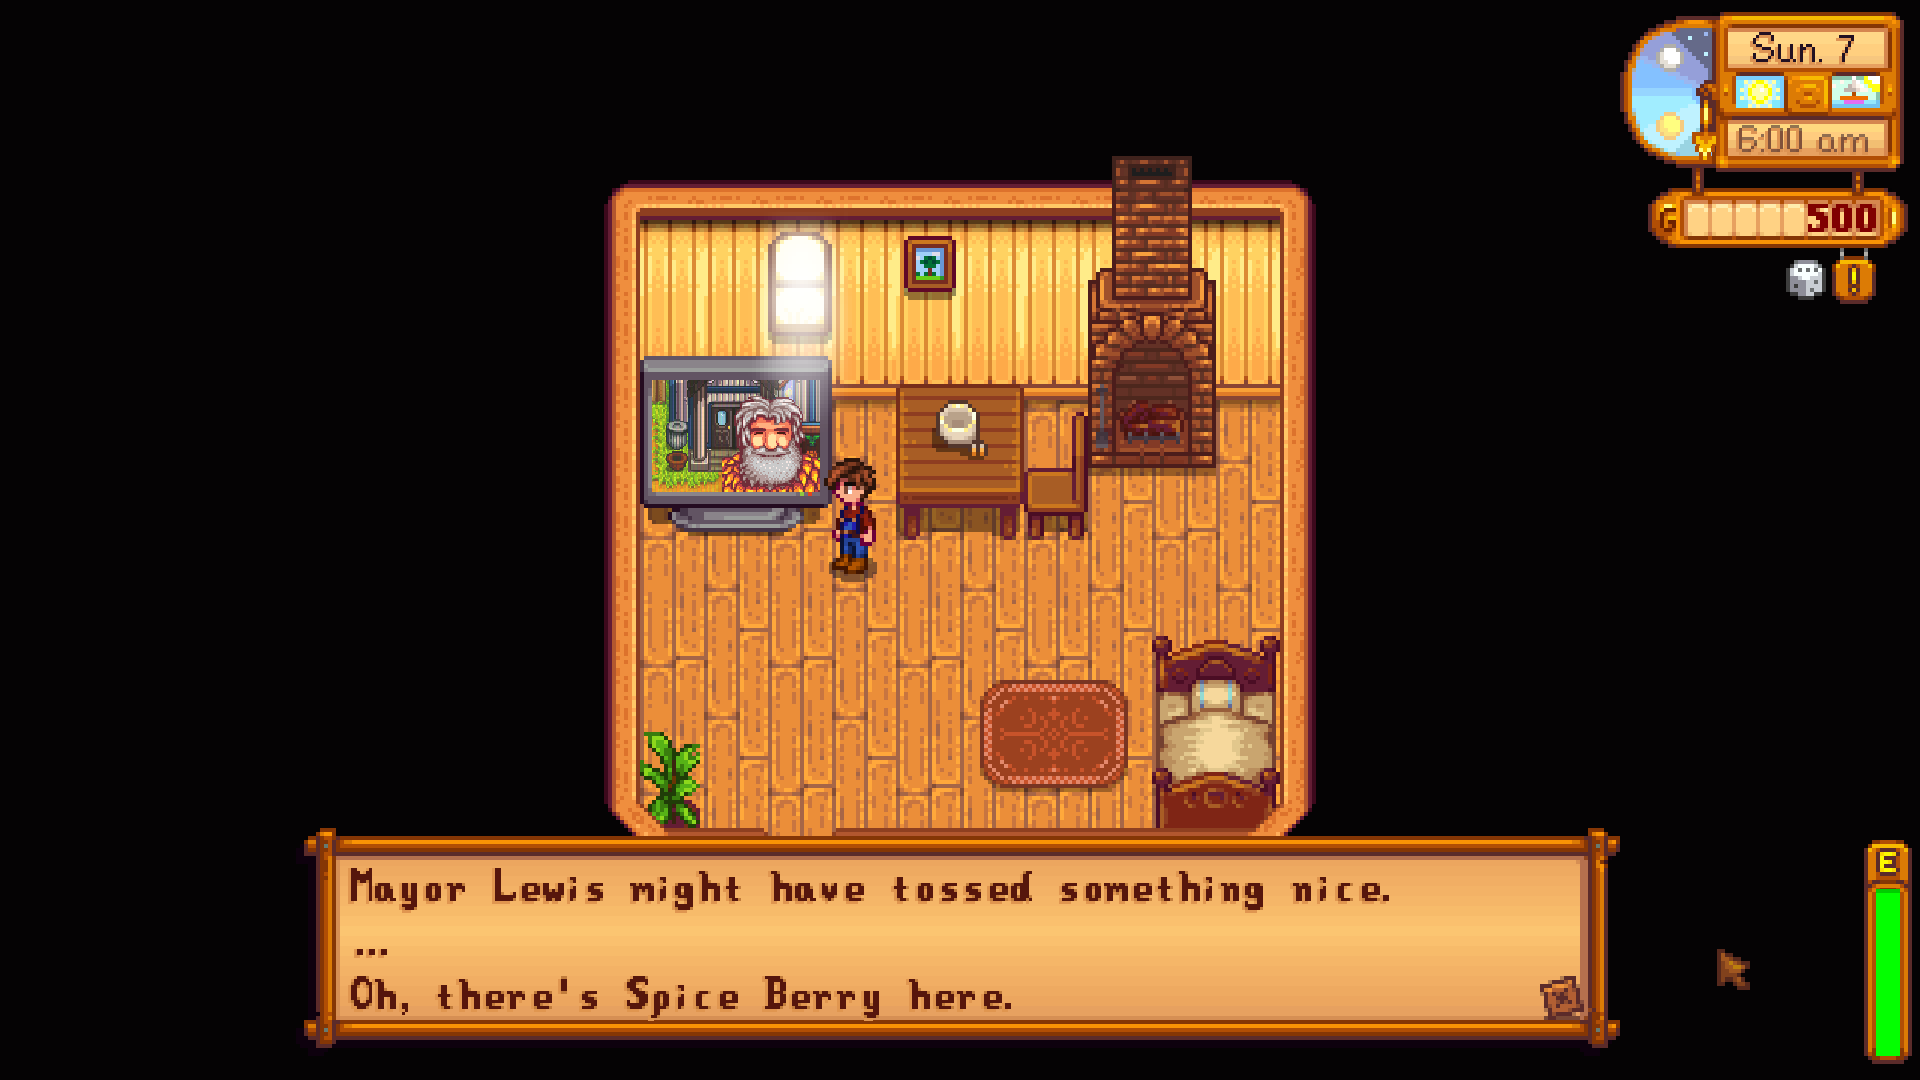 Sun. 7
6:00 am
500
Mayor Lewis might have tossed something nice.
...
Oh, there's Spice Berry here.
E